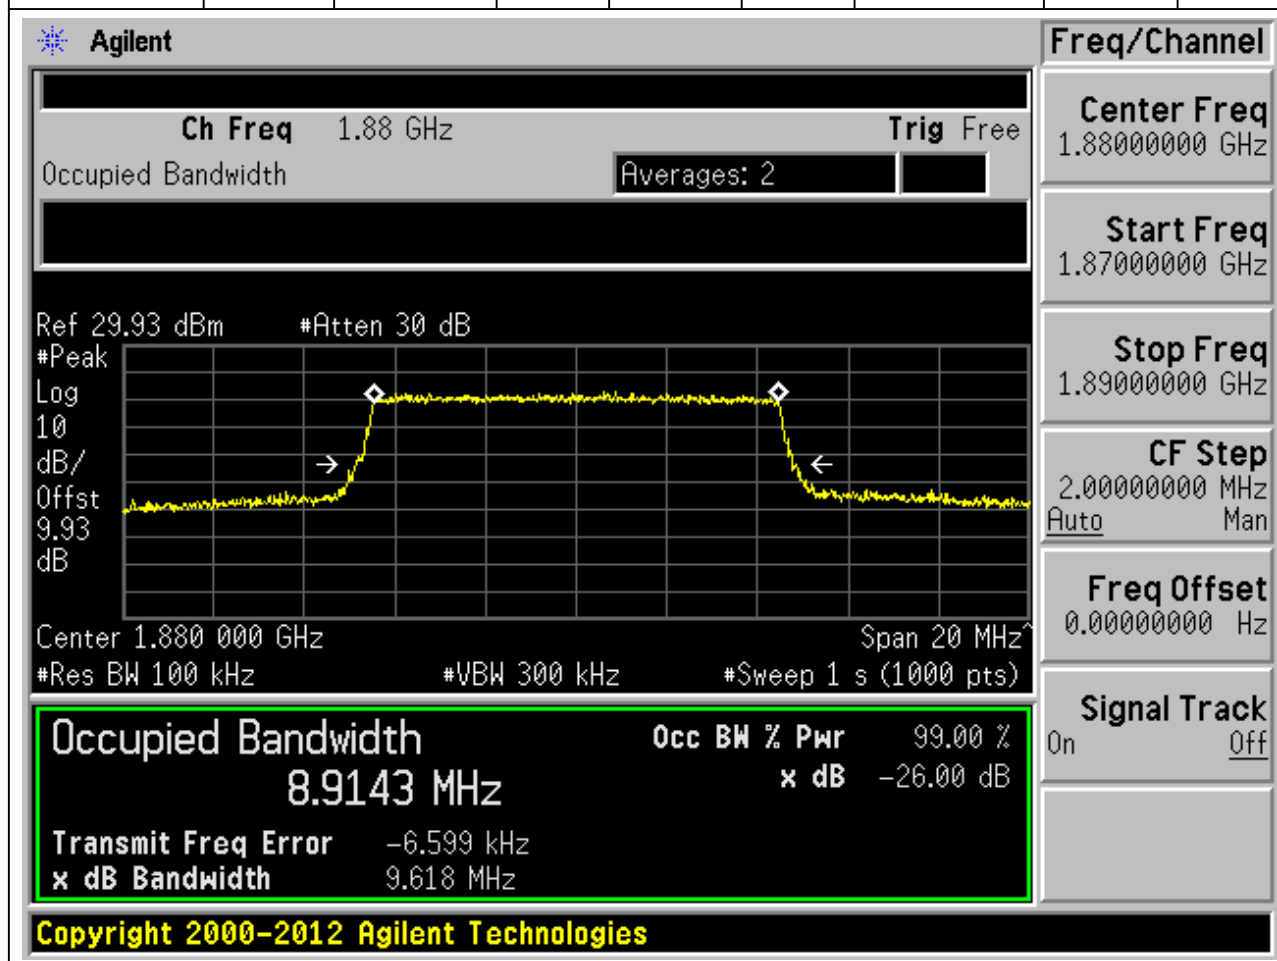 Agilent
Freq/Channel
Ch Freq 1.88 GHz Trig Free
Occupied Bandwidth Averages: 2
Center Freq
1.88000000 GHz
Start Freq
1.87000000 GHz
Stop Freq
1.89000000 GHz
CF Step
2.00000000 MHz
Auto Man
Freq Offset
0.00000000 Hz
Signal Track
On Off
Ref 29.93 dBm #Atten 30 dB
#Peak
Log
10
dB/
Offst
9.93
dB
Center 1.880 000 GHz Span 20 MHz^
#Res BW 100 kHz #VBW 300 kHz #Sweep 1 s (1000 pts)
Occupied Bandwidth Occ BW % Pwr 99.00 %
8.9143 MHz x dB -26.00 dB
Transmit Freq Error -6.599 kHz
x dB Bandwidth 9.618 MHz
Copyright 2000-2012 Agilent Technologies